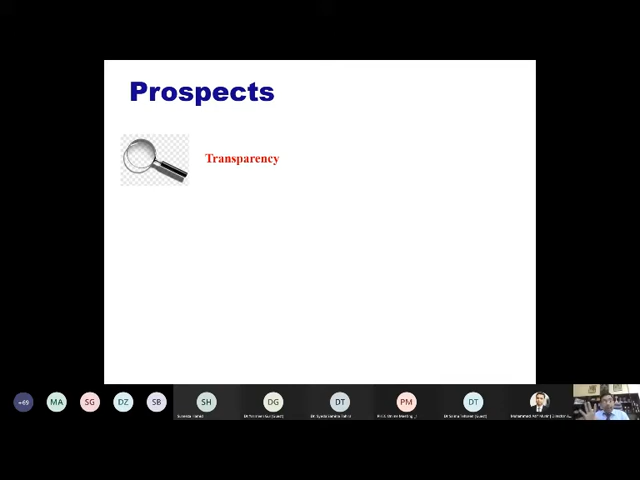 Prospects
Transparency
+69
MA
SG
DZ
SB
SH
DG
DT
PM
DT